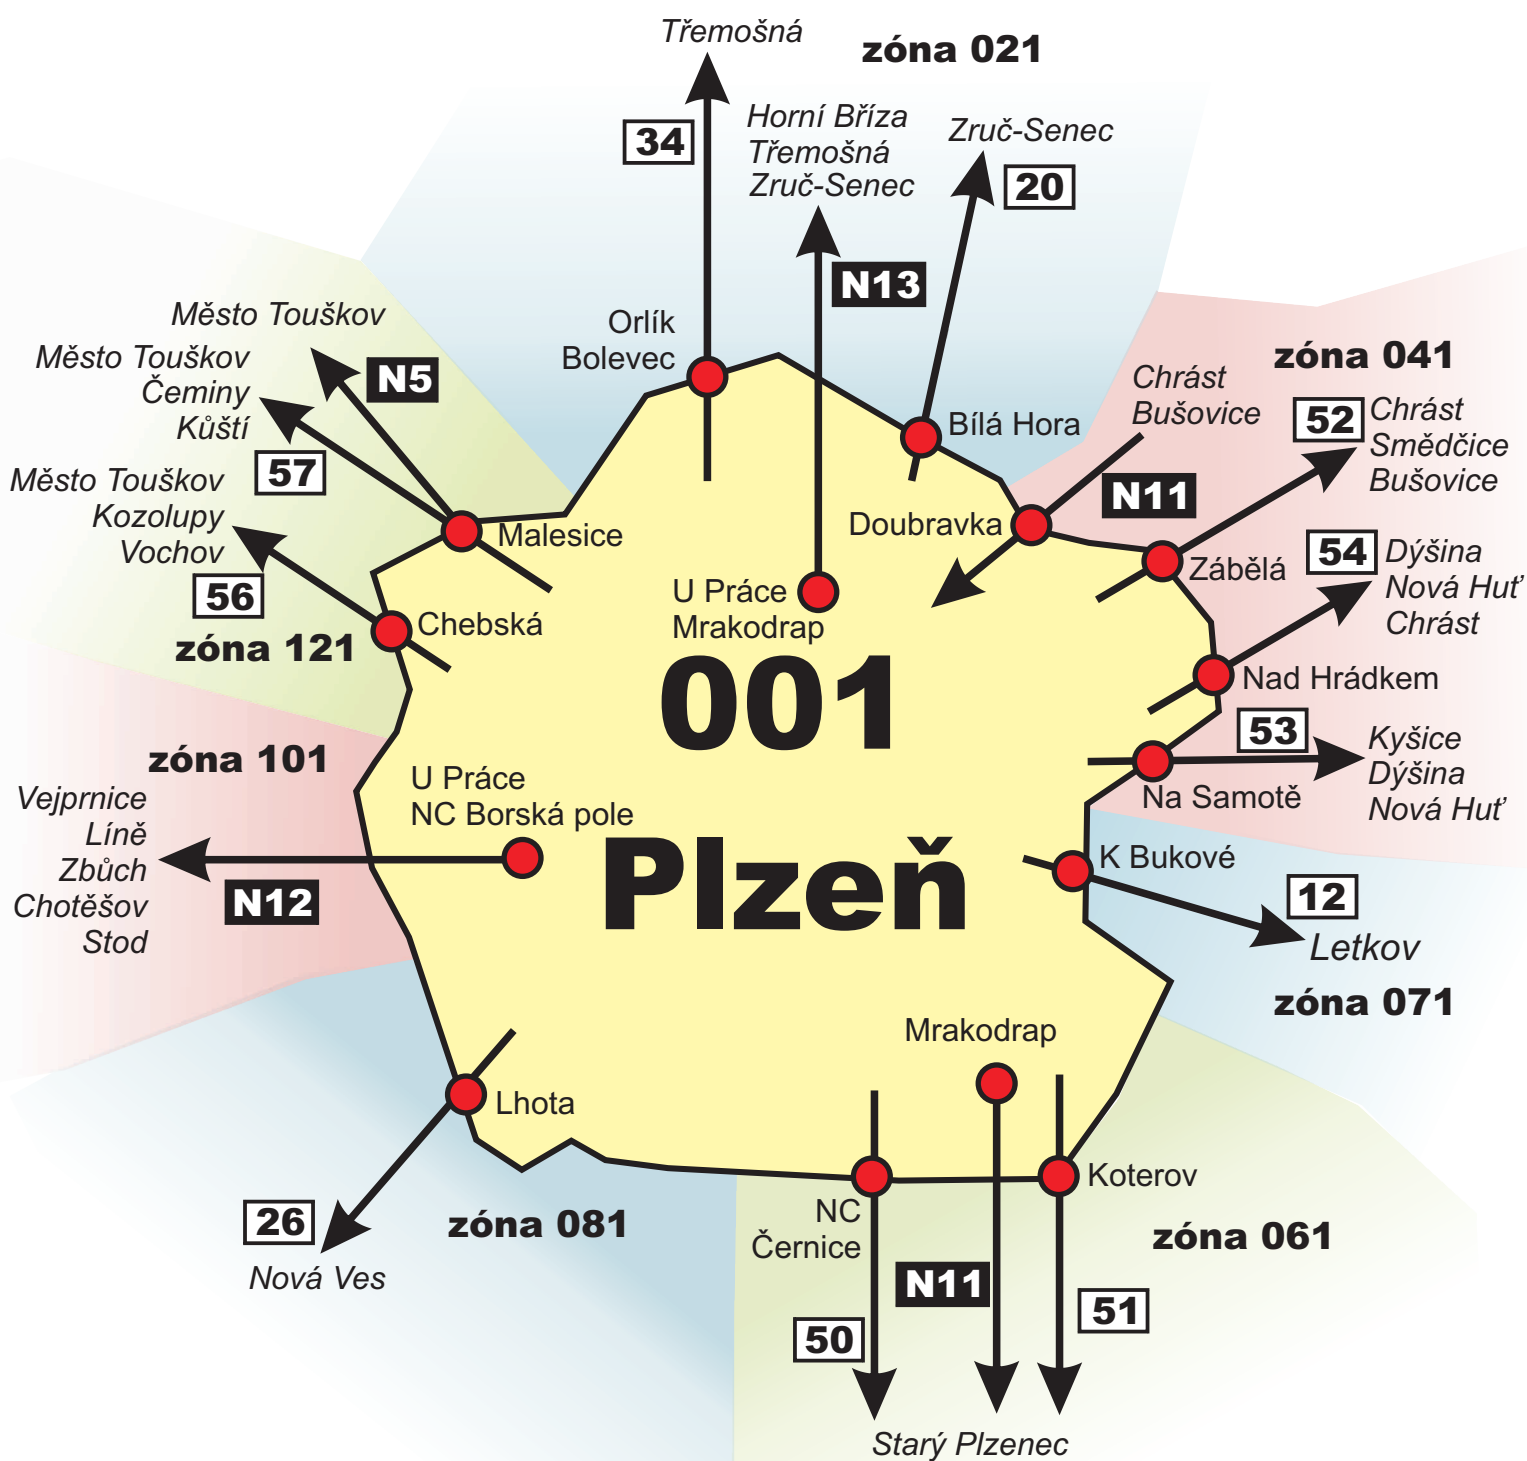 Třemošná
zóna 021
34
Horní Bříza
Třemošná
Zruč-Senec
N13
Zruč-Senec
20
Orlík
Bolevec
Bílá Hora
Město Touškov
N5
Město Touškov
Čeminy
Kůští
57
Město Touškov
Kozolupy
Vochov
56
zóna 121
Malesice
Chebská
zóna 041
Chrást
Bušovice
N11
Doubravka
52
Chrást
Smědčice
Bušovice
Zábělá
54
Dýšina
Nová Huť
Chrást
Nad Hrádkem
53
Kyšice
Dýšina
Nová Huť
Na Samotě
U Práce
Mrakodrap
001
Plzeň
zóna 101
Vejprnice
Líně
Zbůch
Chotěšov
Stod
N12
U Práce
NC Borská pole
K Bukové
12
Letkov
zóna 071
Mrakodrap
Lhota
26
Nová Ves
zóna 081
NC
Černice
Koterov
zóna 061
50
N11
51
Starý Plzenec